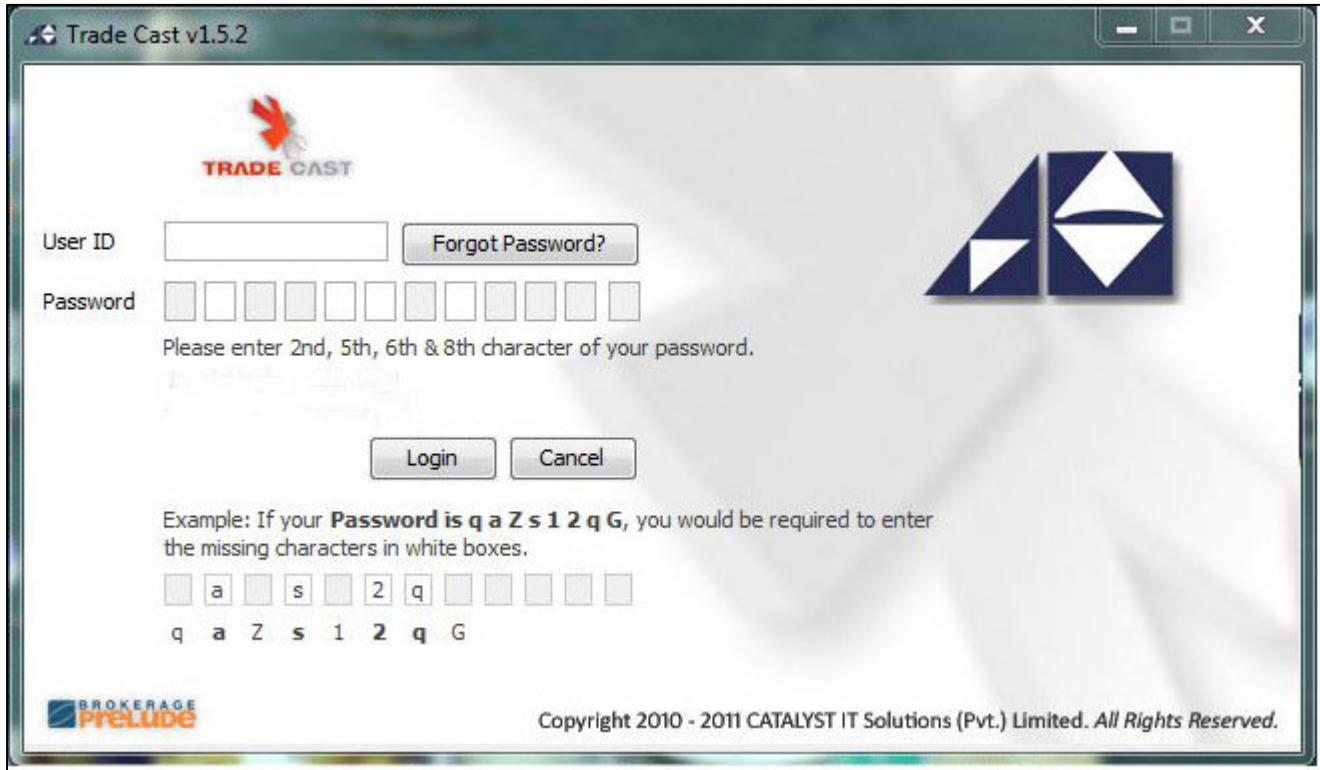 Trade Cast v1.5.2
TRADE CAST
User ID
Forgot Password?
Password
Please enter 2nd, 5th, 6th & 8th character of your password.
Login Cancel
Example: If your Password is q a Z s 1 2 q G, you would be required to enter
the missing characters in white boxes.
a s 2 q
q a Z s 1 2 q G
BROKERAGE
PRELUDE
Copyright 2010 - 2011 CATALYST IT Solutions (Pvt.) Limited. All Rights Reserved.